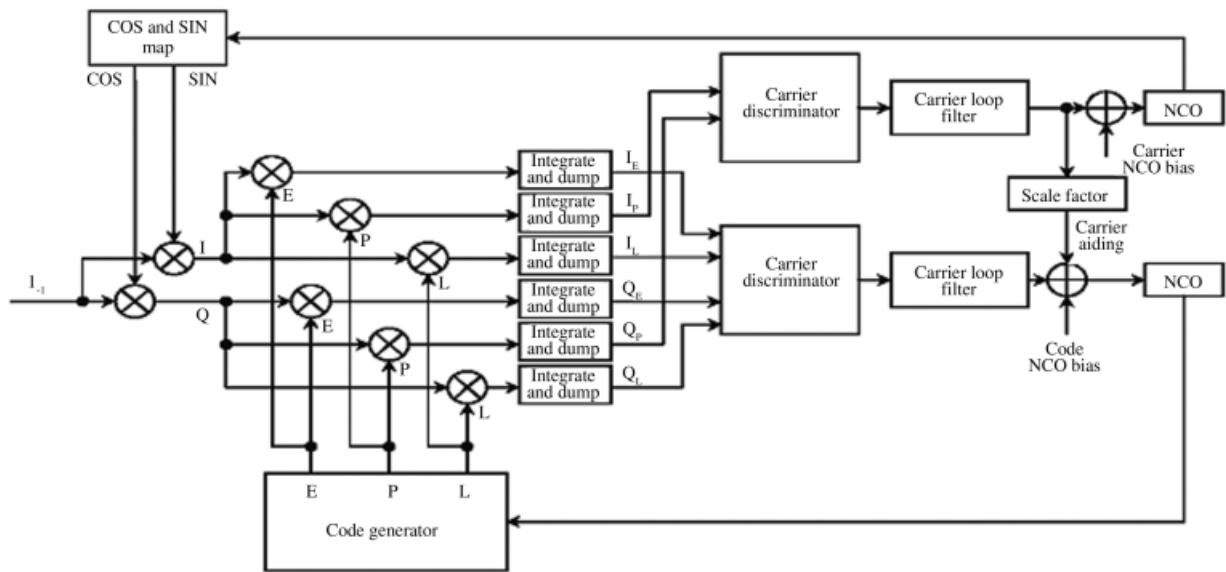 COS and SIN
map
COS
SIN
Carrier
discriminator
Carrier loop
filter
NCO
Carrier
NCO bias
Scale factor
Carrier
aiding
Integrate
and dump
I_E
Integrate
and dump
I_P
Integrate
and dump
I_L
Integrate
and dump
Q_E
Integrate
and dump
Q_P
Integrate
and dump
Q_L
E
P
I
L
Q
E
P
L
Carrier
discriminator
Carrier loop
filter
NCO
Code
NCO bias
E P L
Code generator